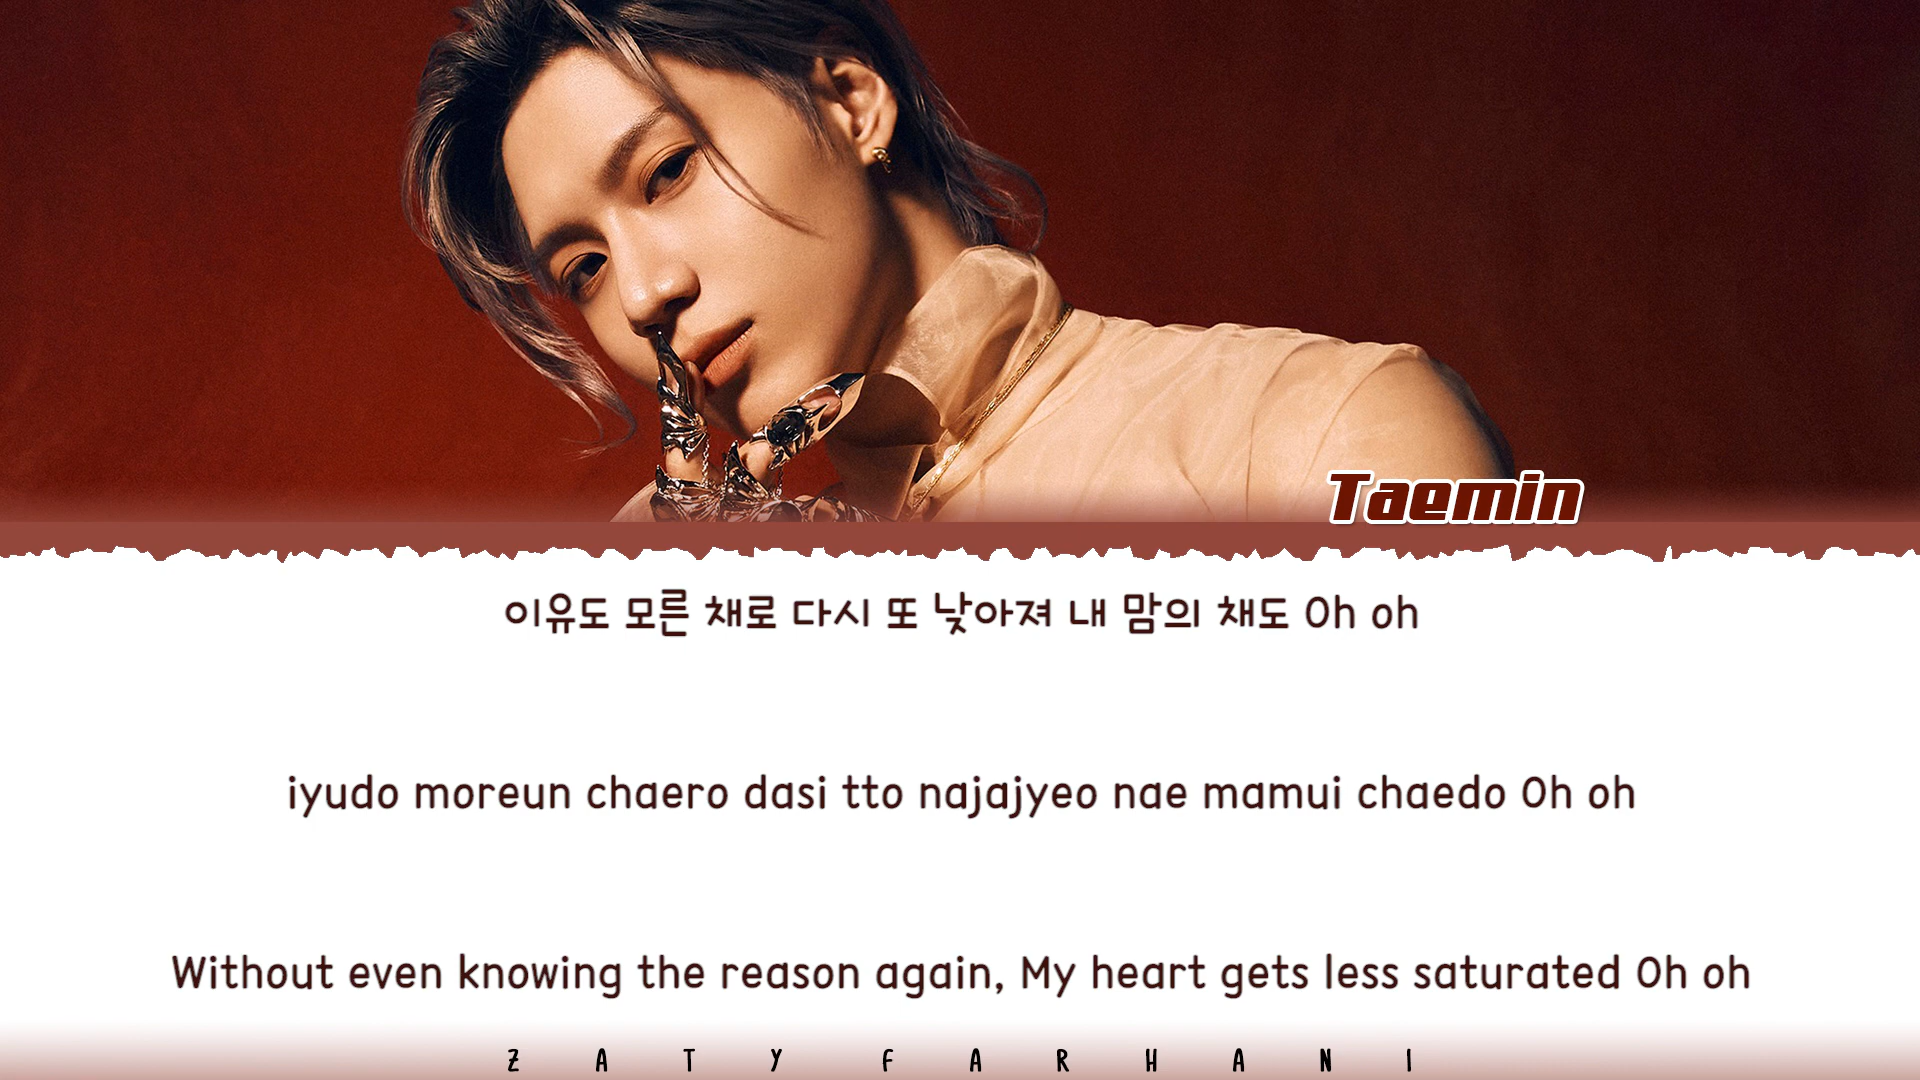 Taemin
이유도 모른 채로 다시 또 낮아져 내 맘의 채도 Oh oh
iyudo moreun chaero dasi tto najajyeo nae mamui chaedo Oh oh
Without even knowing the reason again, My heart gets less saturated Oh oh
ZATY FARHANI